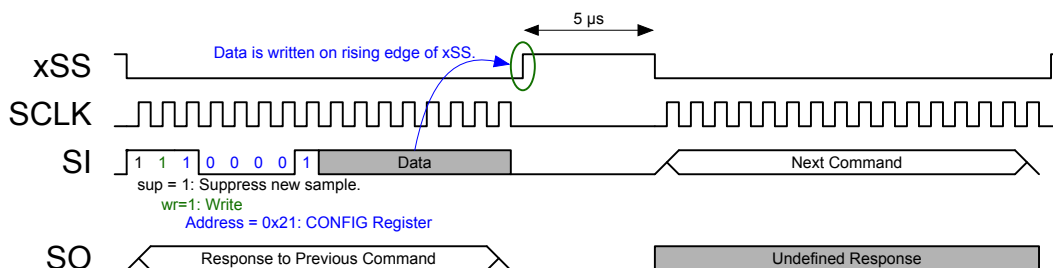 5 µs
Data is written on rising edge of xSS.
xSS
SCLK
SI 1 1 1 0 0 0 0 1 Data Next Command
sup = 1: Suppress new sample.
wr=1: Write
Address = 0x21: CONFIG Register
SO Response to Previous Command Undefined Response